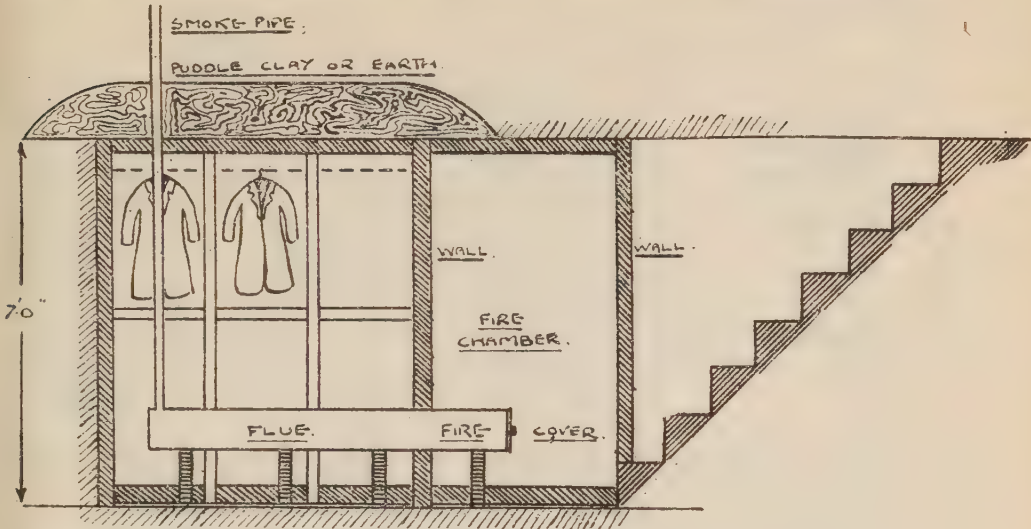 SMOKE PIPE.
PUDDLE CLAY OR EARTH.
WALL.
WALL.
7'0"
FIRE
CHAMBER.
FLUE.
FIRE
COVER.